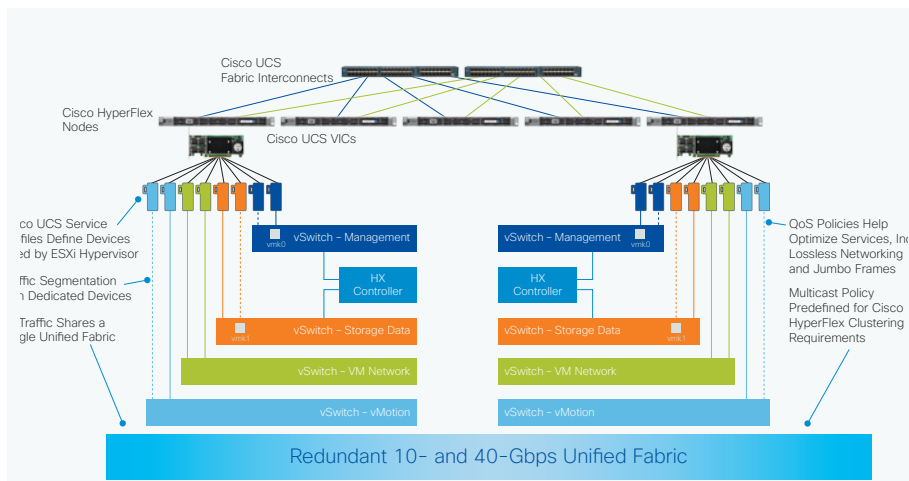 Cisco UCS
Fabric Interconnects
Cisco HyperFlex
Nodes
Cisco UCS VICs
co UCS Service
files Define Devices
ed by ESXi Hypervisor
ffic Segmentation
Dedicated Devices
Traffic Shares a
gle Unified Fabric
vSwitch – Management
vmk0
HX
Controller
vSwitch – Storage Data
vmk1
vSwitch – VM Network
vSwitch – vMotion
vSwitch – Management
vmk0
HX
Controller
vSwitch – Storage Data
vmk1
vSwitch – VM Network
vSwitch – vMotion
QoS Policies Help
Optimize Services, Inc
Lossless Networking
and Jumbo Frames
Multicast Policy
Predefined for Cisco
HyperFlex Clustering
Requirements
Redundant 10- and 40-Gbps Unified Fabric